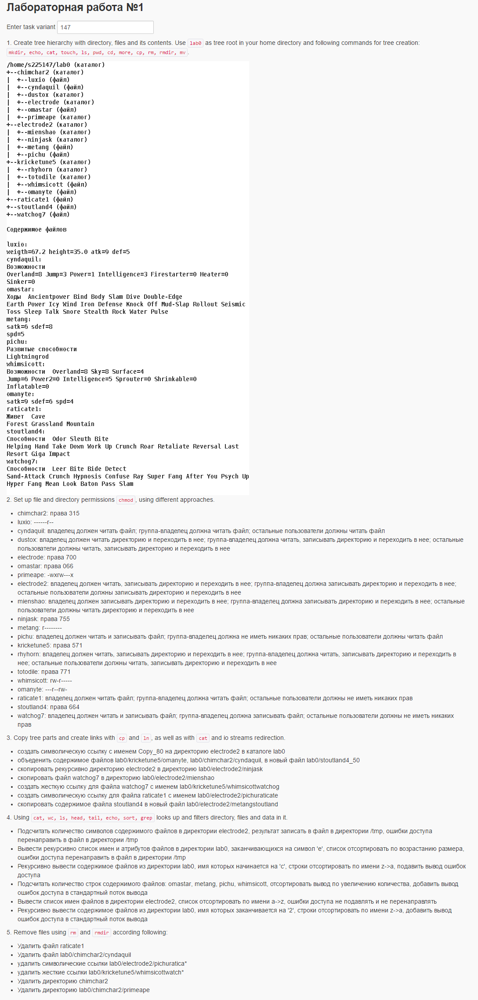 Лабораторная работа №1
Enter task variant 147
1. Create tree hierarchy with directory, files and its contents. Use lab0 as tree root in your home directory and following commands for tree creation:
mkdir, echo, cat, touch, ls, pwd, cd, more, cp, rm, rmdir, mv.
/home/s225147/lab0 (каталог)
+--chimchar2 (каталог)
|  +--luxio (файл)
|  +--cyndaquil (файл)
|  +--dustox (каталог)
|  +--electrode (каталог)
|  +--omastar (файл)
|  +--primeape (каталог)
+--electrode2 (каталог)
|  +--mienshao (каталог)
|  +--ninjask (каталог)
|  +--metang (файл)
|  +--pichu (файл)
+--kricketune5 (каталог)
|  +--rhyhorn (каталог)
|  +--totodile (каталог)
|  +--whimsicott (файл)
|  +--omanyte (файл)
+--raticate1 (файл)
+--stoutland4 (файл)
+--watchog7 (файл)
Содержимое файлов
luxio:
weigth=67.2 height=35.0 atk=9 def=5
cyndaquil:
Возможности
Overland=8 Jump=3 Power=1 Intelligence=3 Firestarter=0 Heater=0
Sinker=0
omastar:
Ходы  Ancientpower Bind Body Slam Dive Double-Edge
Earth Power Icy Wind Iron Defense Knock Off Mud-Slap Rollout Seismic
Toss Sleep Talk Snore Stealth Rock Water Pulse
metang:
satk=6 sdef=8
spd=5
pichu:
Развитые способности
Lightningrod
whimsicott:
Возможности  Overland=8 Sky=8 Surface=4
Jump=6 Power2=0 Intelligence=5 Sprouter=0 Shrinkable=0
Inflatable=0
omanyte:
satk=9 sdef=6 spd=4
raticate1:
Живет  Cave
Forest Grassland Mountain
stoutland4:
Способности  Odor Sleuth Bite
Helping Hand Take Down Work Up Crunch Roar Retaliate Reversal Last
Resort Giga Impact
watchog7:
Способности  Leer Bite Bide Detect
Sand-Attack Crunch Hypnosis Confuse Ray Super Fang After You Psych Up
Hyper Fang Mean Look Baton Pass Slam
2. Set up file and directory permissions chmod, using different approaches.
• chimchar2: права 315
• luxio: ------r--
• cyndaquil: владелец должен читать файл; группа-владелец должна читать файл; остальные пользователи должны читать файл
• dustox: владелец должен читать директорию и переходить в нее; группа-владелец должна читать, записывать директорию и переходить в нее; остальные
пользователи должны читать, записывать директорию и переходить в нее
• electrode: права 700
• omastar: права 066
• primeape: -wxrw---x
• electrode2: владелец должен читать, записывать директорию и переходить в нее; группа-владелец должна записывать директорию и переходить в нее;
остальные пользователи должны записывать директорию и переходить в нее
• mienshao: владелец должен записывать директорию и переходить в нее; группа-владелец должна записывать директорию и переходить в нее; остальные
пользователи должны читать директорию и переходить в нее
• ninjask: права 755
• metang: r--------
• pichu: владелец должен читать и записывать файл; группа-владелец должна не иметь никаких прав; остальные пользователи должны читать файл
• kricketune5: права 571
• rhyhorn: владелец должен читать, записывать директорию и переходить в нее; группа-владелец должна читать, записывать директорию и переходить в
нее; остальные пользователи должны читать, записывать директорию и переходить в нее
• totodile: права 771
• whimsicott: rw-r-----
• omanyte: ---r--rw-
• raticate1: владелец должен читать файл; группа-владелец должна читать файл; остальные пользователи должны не иметь никаких прав
• stoutland4: права 664
• watchog7: владелец должен читать и записывать файл; группа-владелец должна записывать файл; остальные пользователи должны не иметь никаких
прав
3. Copy tree parts and create links with cp and ln, as well as with cat and io streams redirection.
• создать символическую ссылку c именем Copy_80 на директорию electrode2 в каталоге lab0
• объеденить содержимое файлов lab0/kricketune5/omanyte, lab0/chimchar2/cyndaquil, в новый файл lab0/stoutland4_50
• скопировать рекурсивно директорию electrode2 в директорию lab0/electrode2/ninjask
• скопировать файл watchog7 в директорию lab0/electrode2/mienshao
• cоздать жесткую ссылку для файла watchog7 с именем lab0/kricketune5/whimsicottwatchog
• создать символическую ссылку для файла raticate1 с именем lab0/electrode2/pichuraticate
• скопировать содержимое файла stoutland4 в новый файл lab0/electrode2/metangstoutland
4. Using cat, wc, ls, head, tail, echo, sort, grep looks up and filters directory, files and data in it.
• Подсчитать количество символов содержимого файлов в директории electrode2, результат записать в файл в директории /tmp, ошибки доступа
перенаправить в файл в директории /tmp
• Вывести рекурсивно список имен и атрибутов файлов в директории lab0, заканчивающихся на символ 'e', список отсортировать по возрастанию размера,
ошибки доступа перенаправить в файл в директории /tmp
• Рекурсивно вывести содержимое файлов из директории lab0, имя которых начинается на 'c', строки отсортировать по имени z->a, подавить вывод ошибок
доступа
• Подсчитать количество строк содержимого файлов: omastar, metang, pichu, whimsicott, отсортировать вывод по увеличению количества, добавить вывод
ошибок доступа в стандартный поток вывода
• Вывести список имен файлов в директории electrode2, список отсортировать по имени a->z, ошибки доступа не подавлять и не перенаправлять
• Рекурсивно вывести содержимое файлов из директории lab0, имя которых заканчивается на '2', строки отсортировать по имени z->a, добавить вывод
ошибок доступа в стандартный поток вывода
5. Remove files using rm and rmdir according following:
• Удалить файл raticate1
• Удалить файл lab0/chimchar2/cyndaquil
• удалить символические ссылки lab0/electrode2/pichuratica*
• удалить жесткие ссылки lab0/kricketune5/whimsicottwatch*
• Удалить директорию chimchar2
• Удалить директорию lab0/chimchar2/primeape